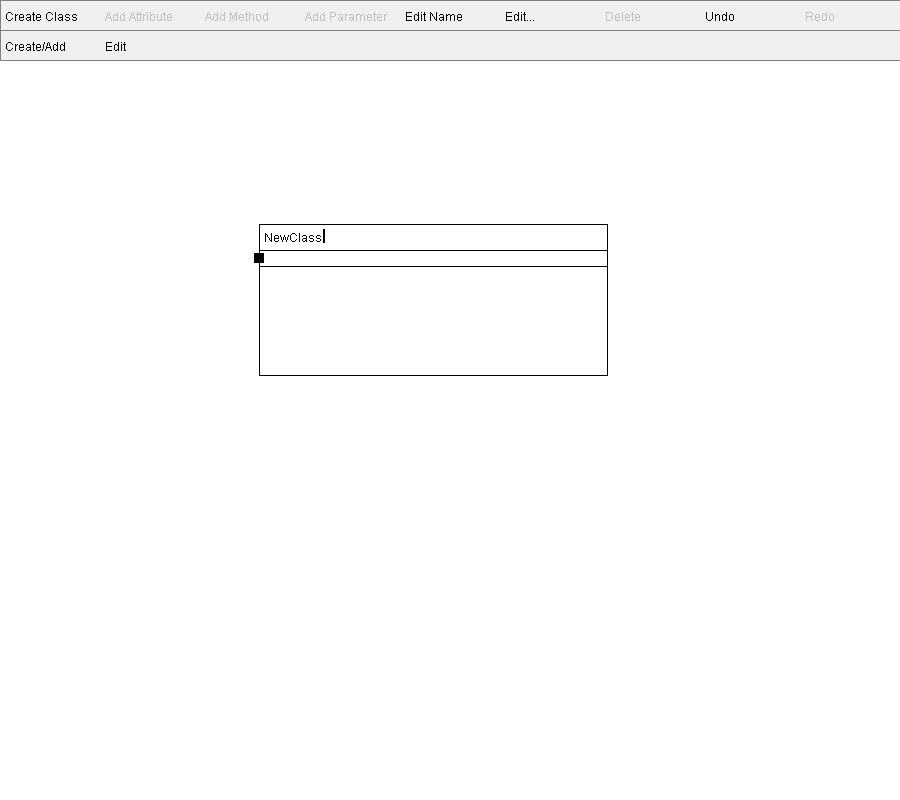 Create Class Add Attribute Add Method Add Parameter Edit Name Edit... Delete Undo Redo
Create/Add Edit
NewClass